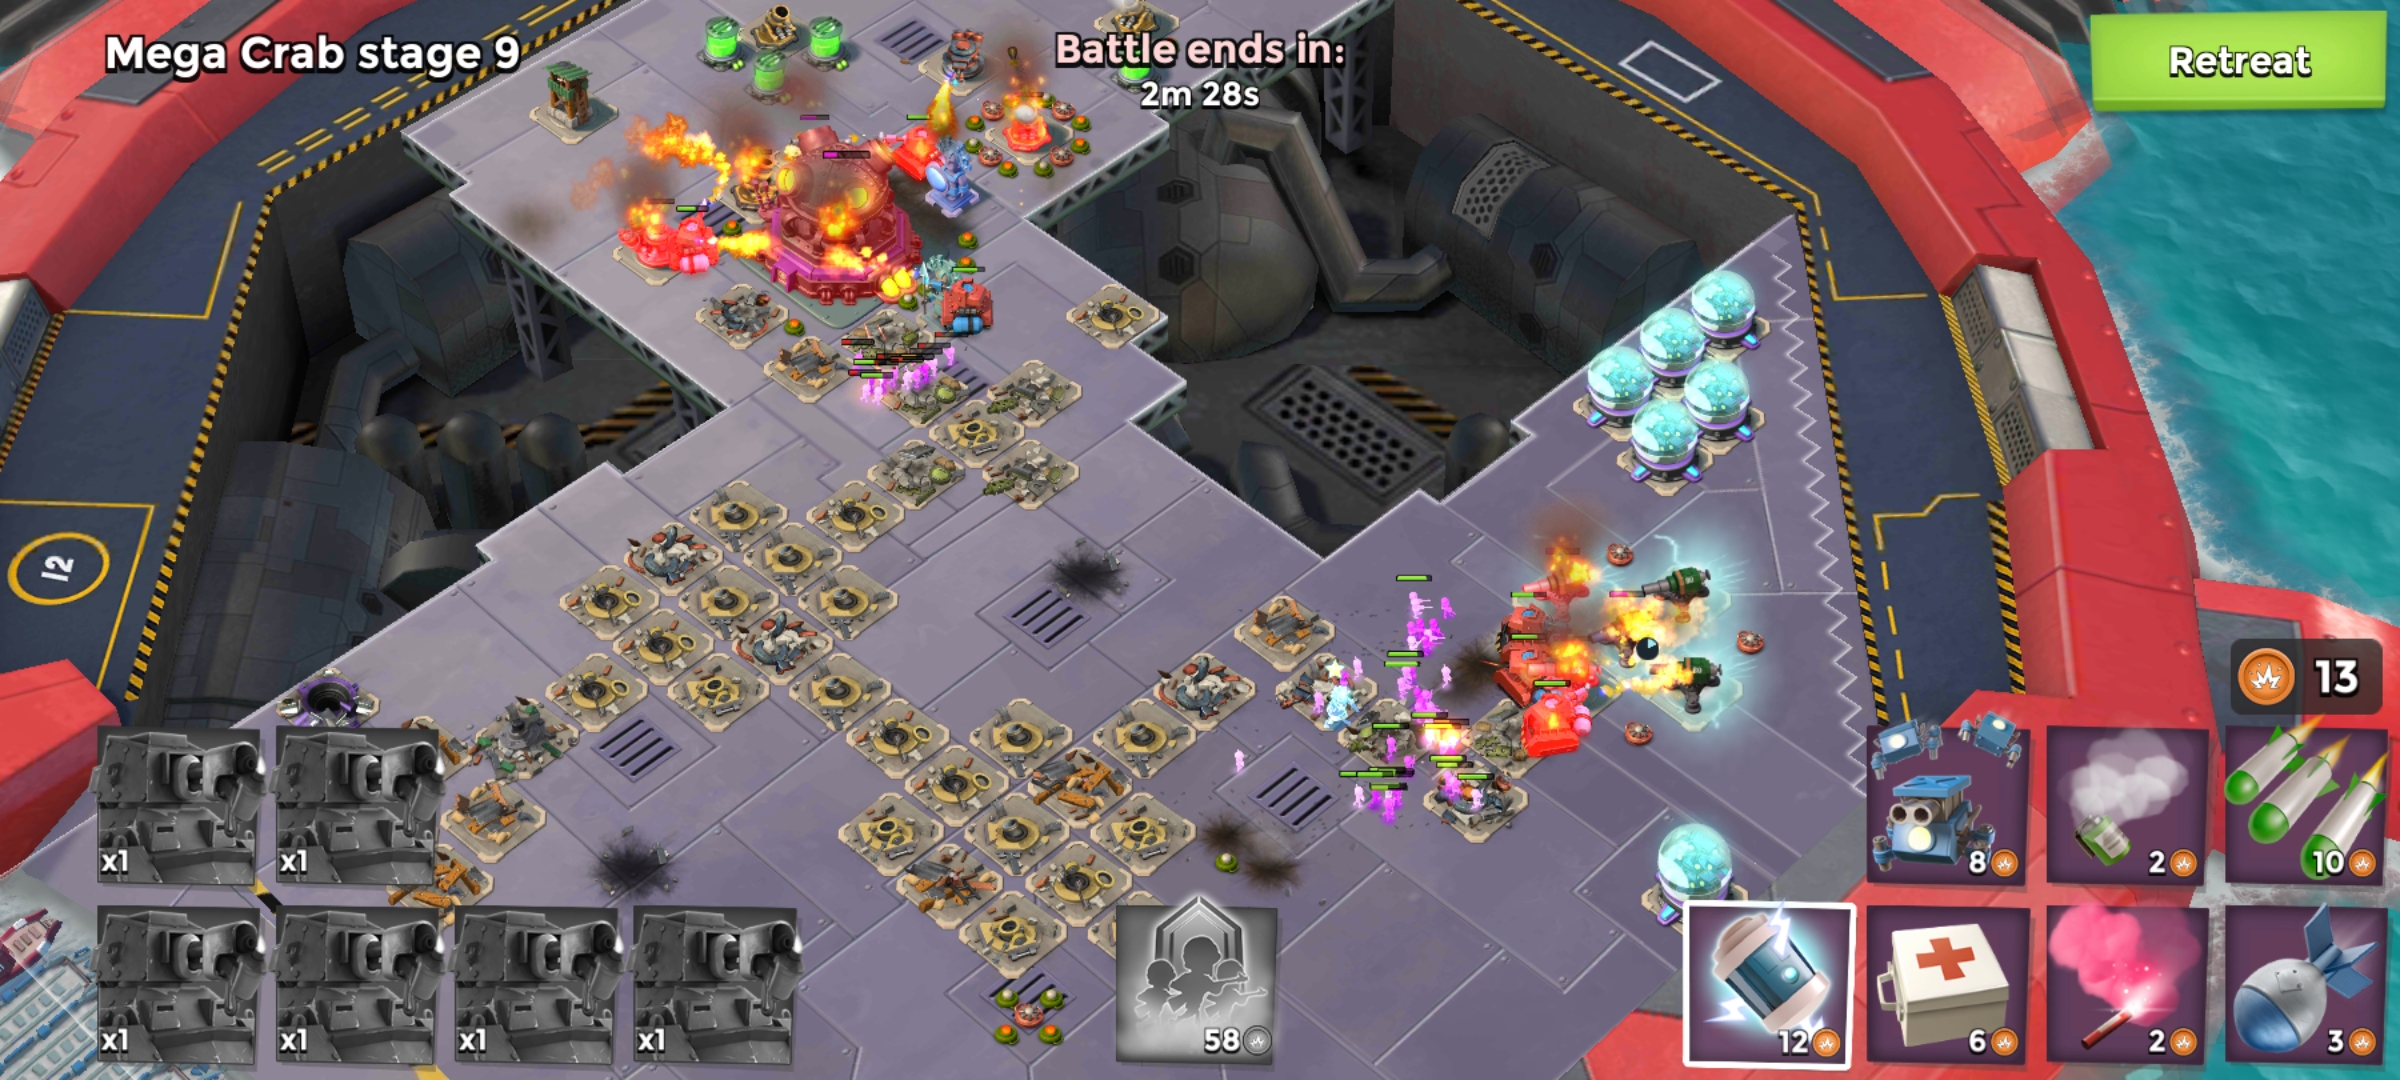 Mega Crab stage 9
Battle ends in:
2m 28s
Retreat
12
13
8
2
10
x1
x1
x1
x1
x1
x1
58
12
6
2
3